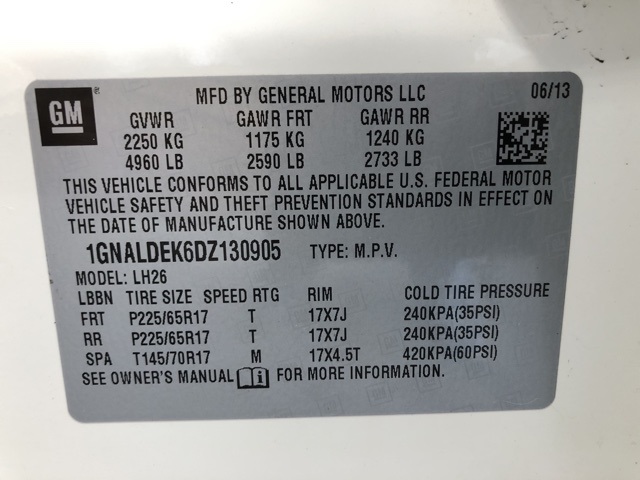 GM ® MFD BY GENERAL MOTORS LLC 06/13
GVWR GAWR FRT GAWR RR
2250 KG 1175 KG 1240 KG
4960 LB 2590 LB 2733 LB
THIS VEHICLE CONFORMS TO ALL APPLICABLE U.S. FEDERAL MOTOR
VEHICLE SAFETY AND THEFT PREVENTION STANDARDS IN EFFECT ON
THE DATE OF MANUFACTURE SHOWN ABOVE.
1GNALDEK6DZ130905 TYPE: M.P.V.
MODEL: LH26
LBBN TIRE SIZE SPEED RTG RIM COLD TIRE PRESSURE
FRT P225/65R17 T 17X7J 240KPA(35PSI)
RR P225/65R17 T 17X7J 240KPA(35PSI)
SPA T145/70R17 M 17X4.5T 420KPA(60PSI)
SEE OWNER'S MANUAL i FOR MORE INFORMATION.